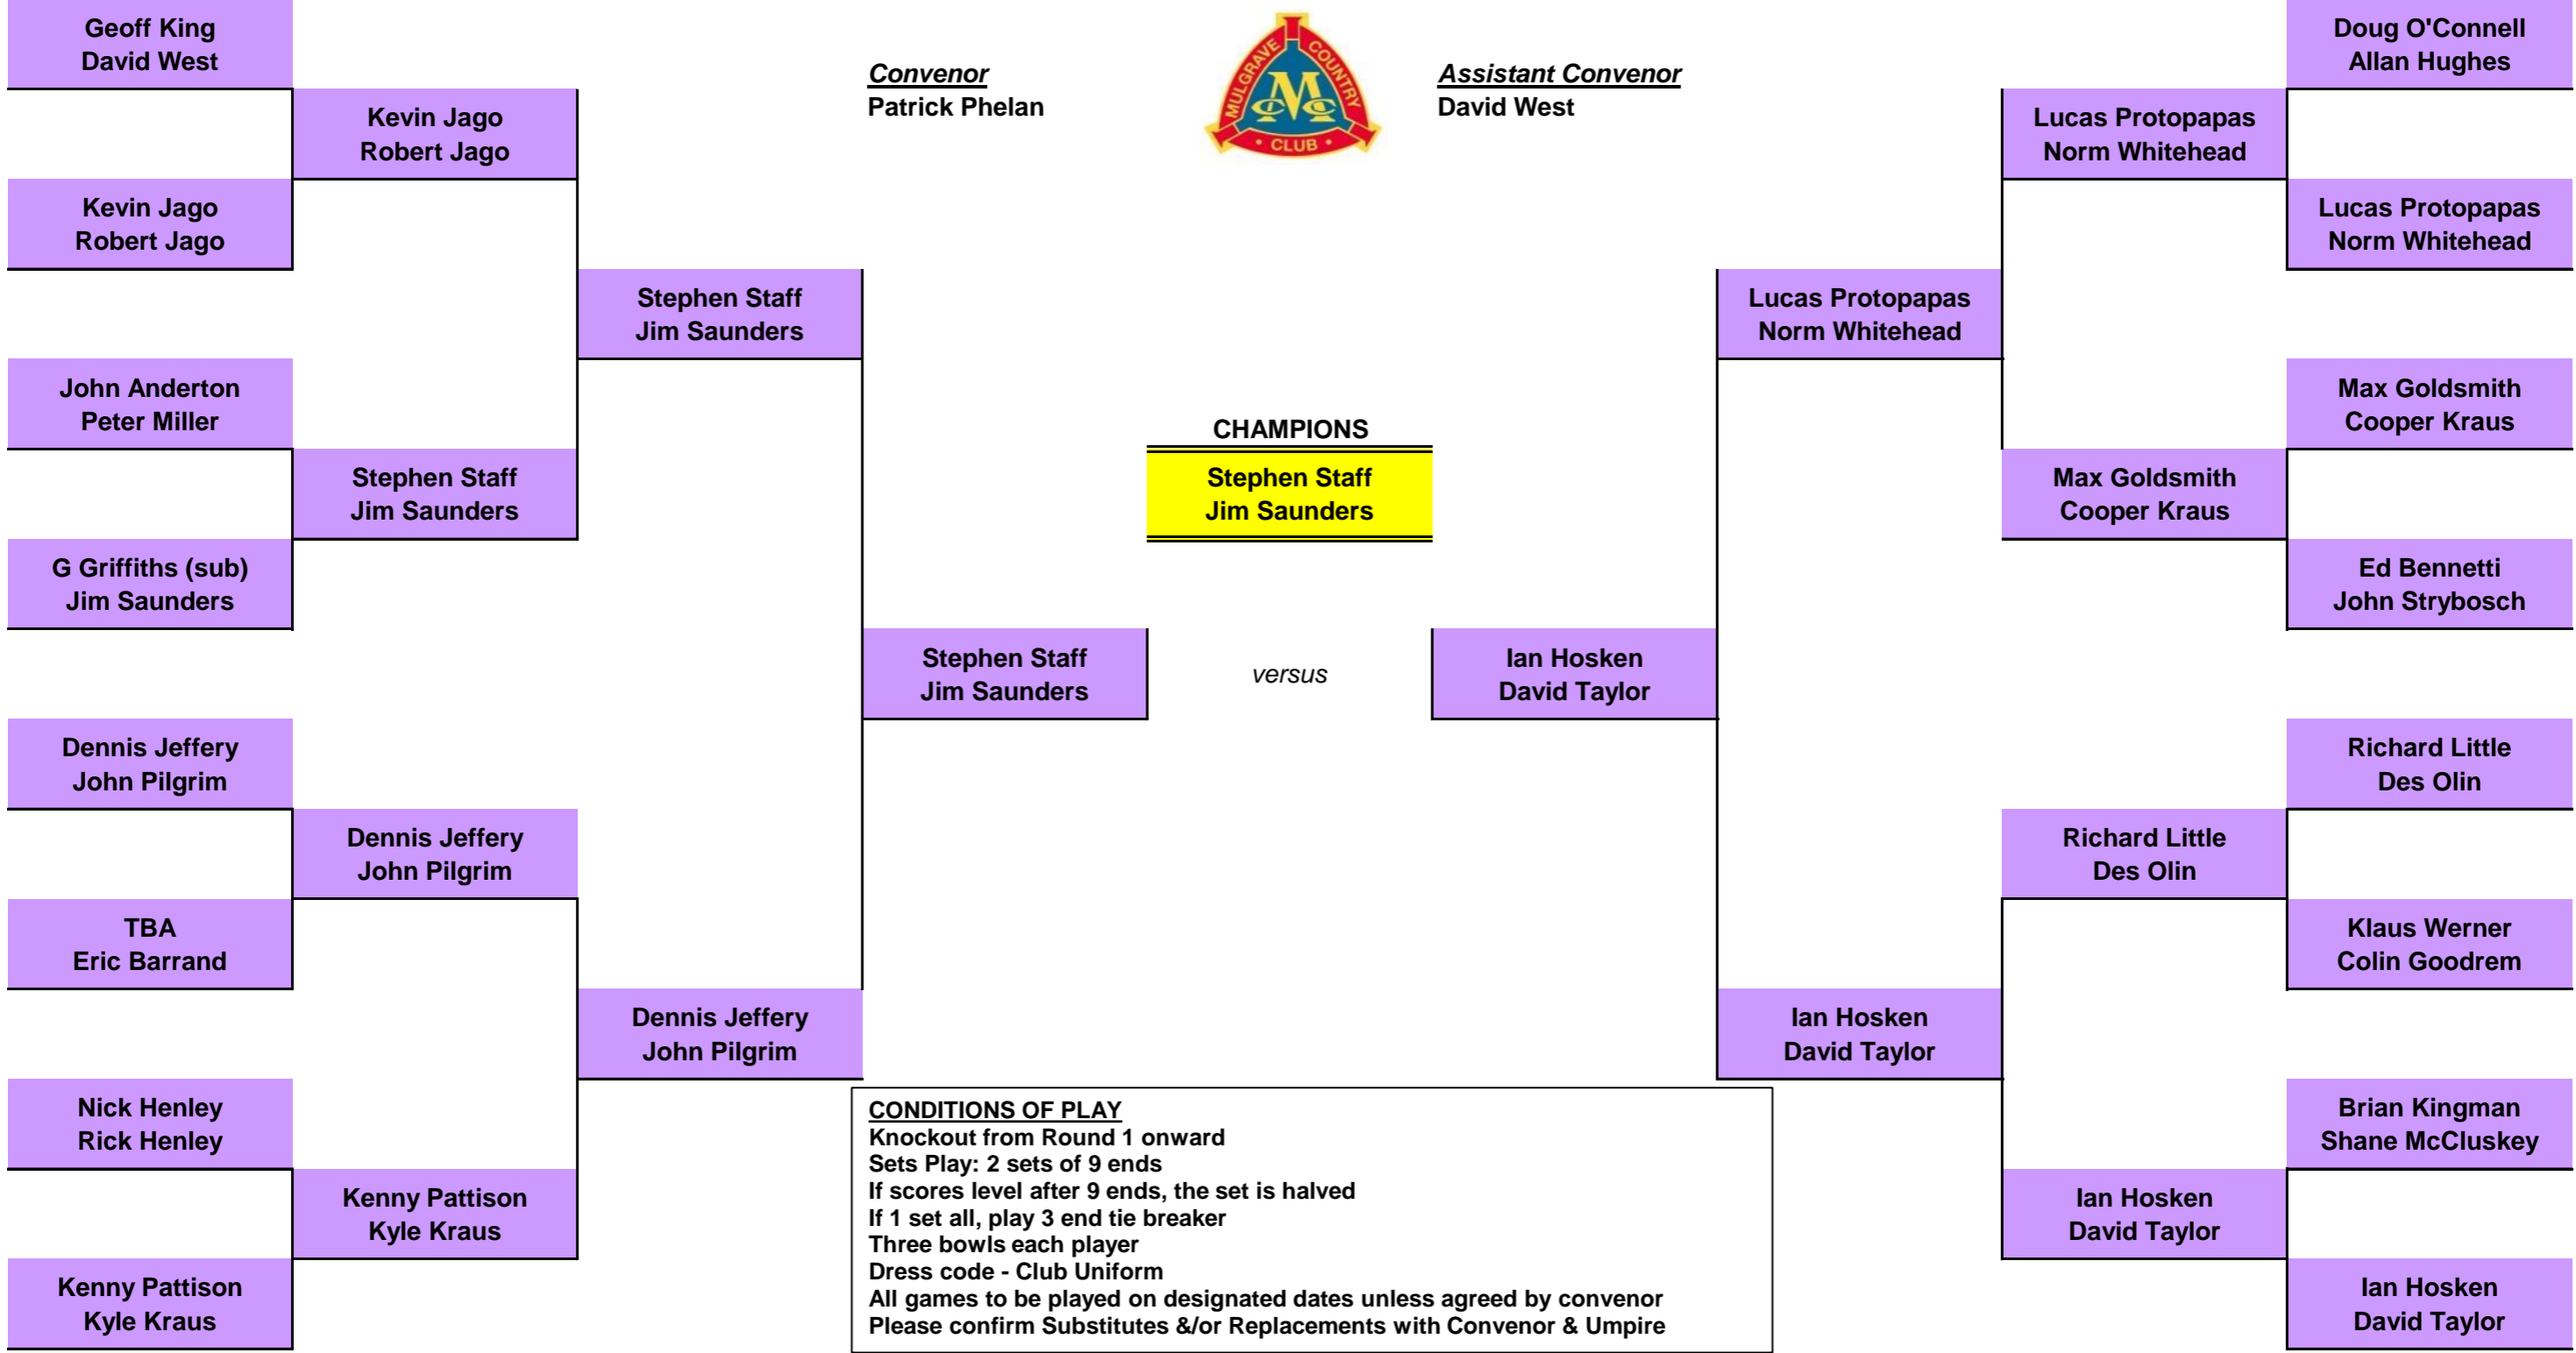 Geoff King
David West
Kevin Jago
Robert Jago
Kevin Jago
Robert Jago
John Anderton
Peter Miller
Stephen Staff
Jim Saunders
G Griffiths (sub)
Jim Saunders
Stephen Staff
Jim Saunders
Dennis Jeffery
John Pilgrim
Dennis Jeffery
John Pilgrim
TBA
Eric Barrand
Nick Henley
Rick Henley
Kenny Pattison
Kyle Kraus
Kenny Pattison
Kyle Kraus
Dennis Jeffery
John Pilgrim
Stephen Staff
Jim Saunders
Convenor
Patrick Phelan
MULGRAVE COUNTRY
MCC
• CLUB •
Assistant Convenor
David West
CHAMPIONS
Stephen Staff
Jim Saunders
versus
Ian Hosken
David Taylor
Lucas Protopapas
Norm Whitehead
Ian Hosken
David Taylor
Lucas Protopapas
Norm Whitehead
Max Goldsmith
Cooper Kraus
Richard Little
Des Olin
Ian Hosken
David Taylor
Doug O'Connell
Allan Hughes
Lucas Protopapas
Norm Whitehead
Max Goldsmith
Cooper Kraus
Ed Bennetti
John Strybosch
Richard Little
Des Olin
Klaus Werner
Colin Goodrem
Brian Kingman
Shane McCluskey
Ian Hosken
David Taylor
CONDITIONS OF PLAY
Knockout from Round 1 onward
Sets Play: 2 sets of 9 ends
If scores level after 9 ends, the set is halved
If 1 set all, play 3 end tie breaker
Three bowls each player
Dress code - Club Uniform
All games to be played on designated dates unless agreed by convenor
Please confirm Substitutes &/or Replacements with Convenor & Umpire